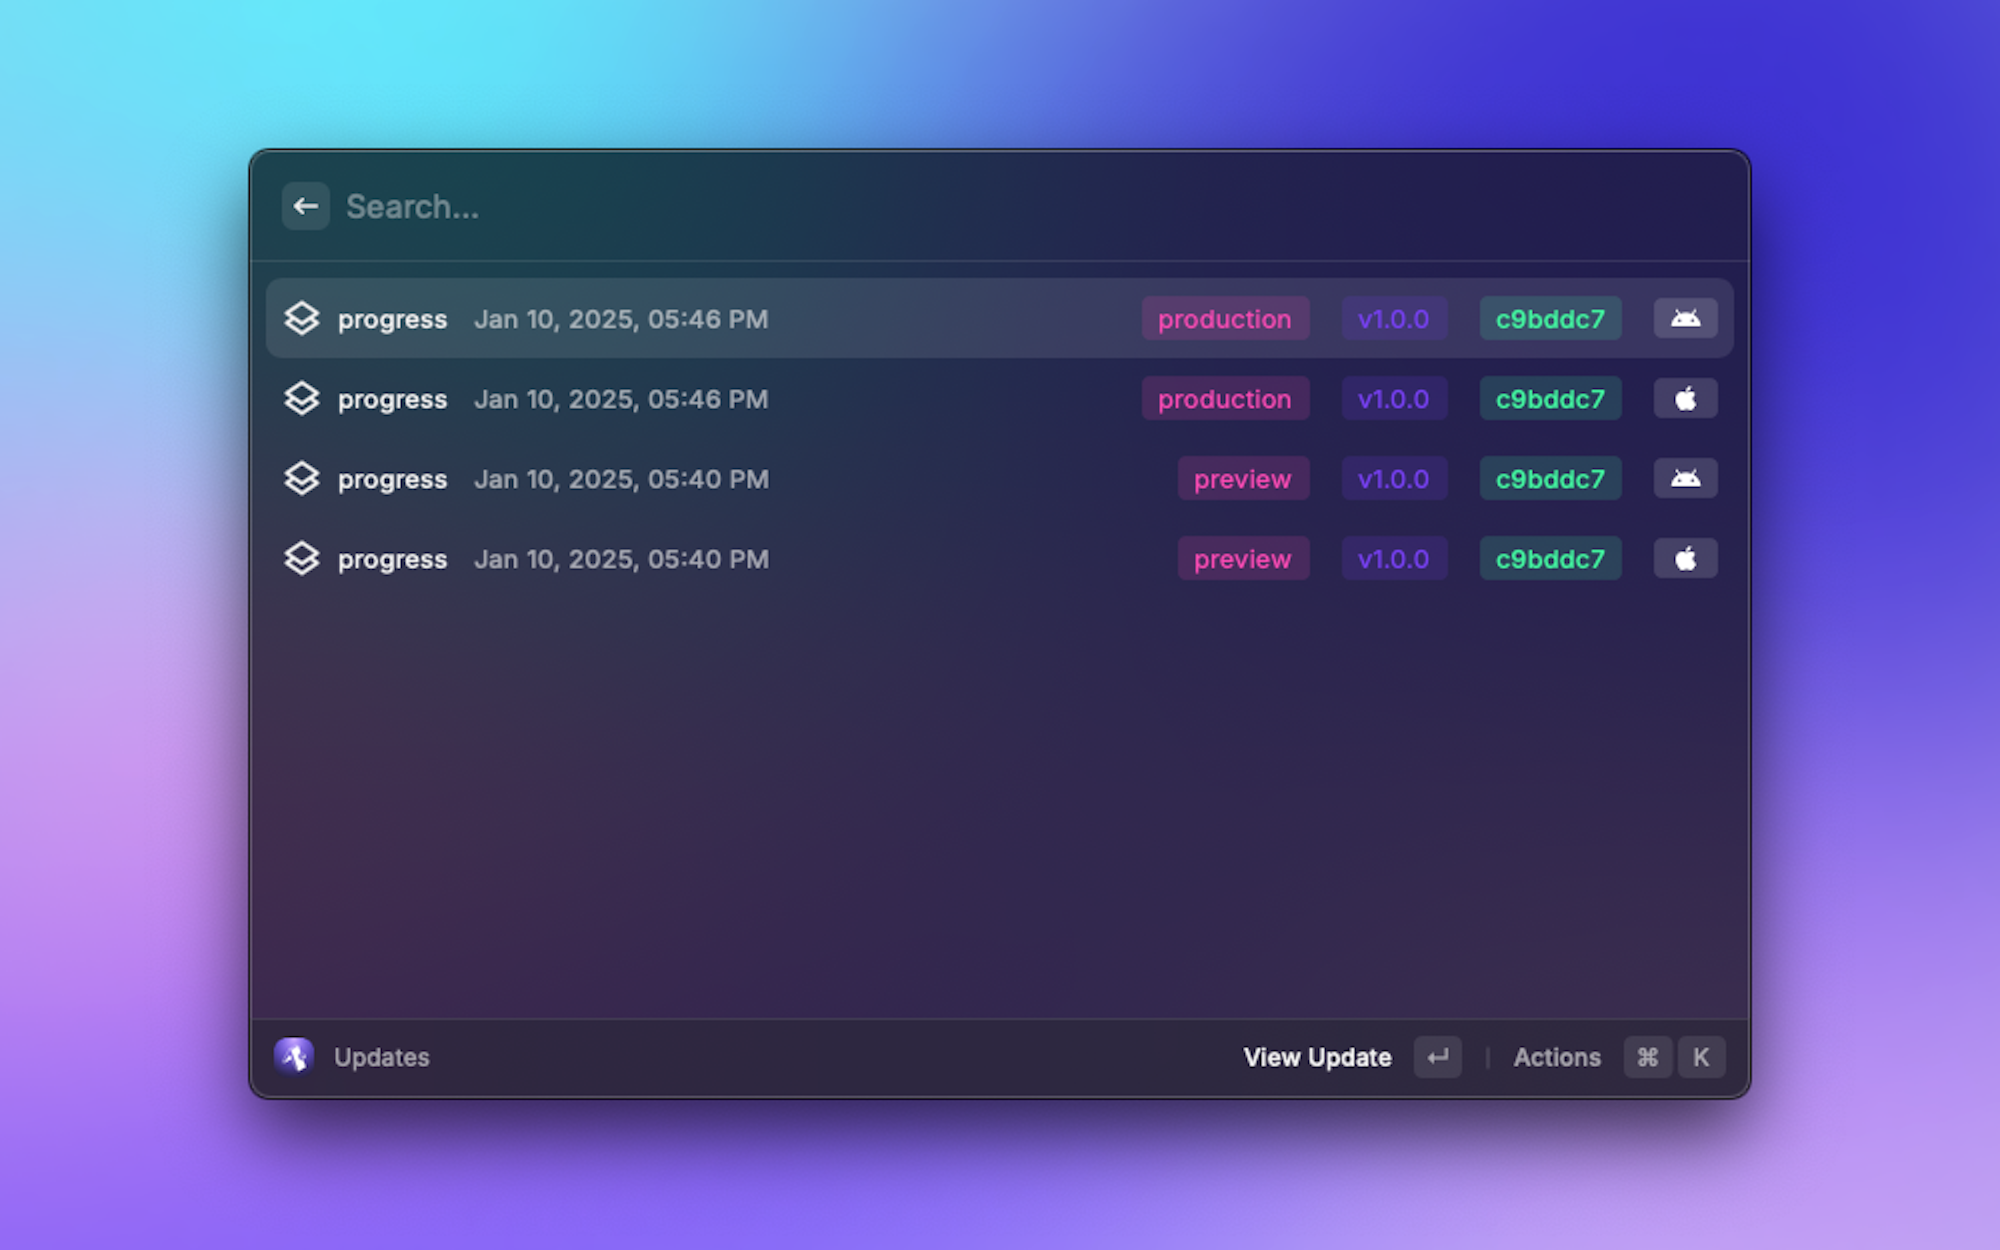 Search...
progress Jan 10, 2025, 05:46 PM production v1.0.0 c9bddc7
progress Jan 10, 2025, 05:46 PM production v1.0.0 c9bddc7
progress Jan 10, 2025, 05:40 PM preview v1.0.0 c9bddc7
progress Jan 10, 2025, 05:40 PM preview v1.0.0 c9bddc7
Updates View Update ↵ Actions ⌘ K